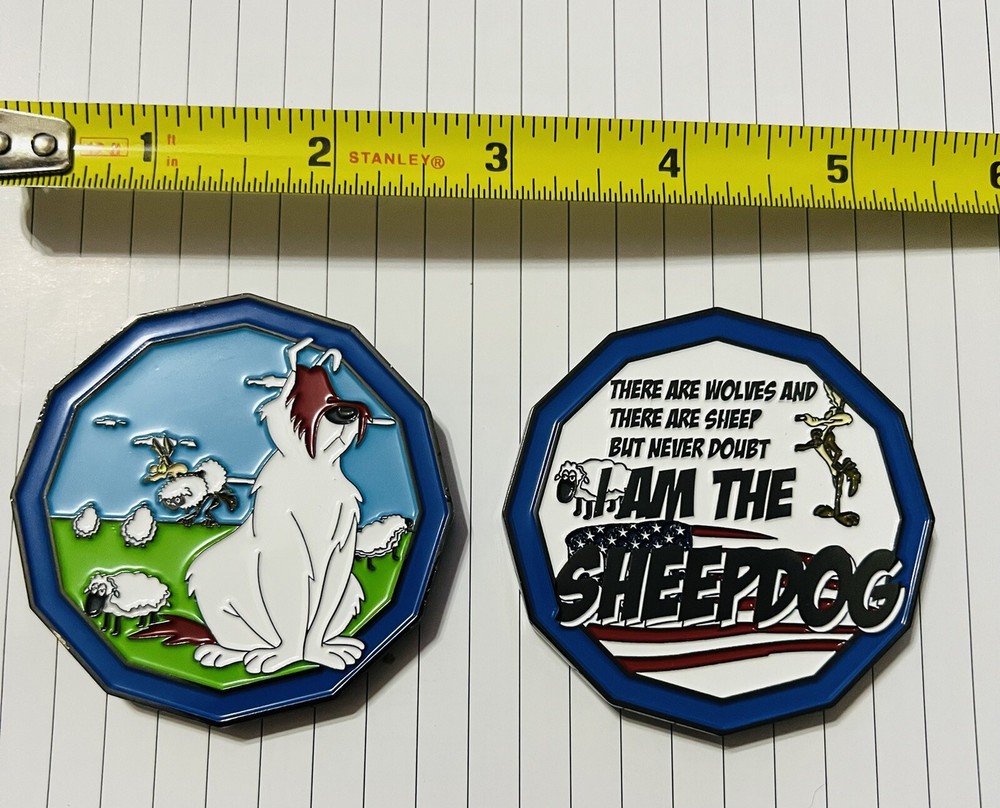 1 ft in 2 STANLEY® 3 4 5 6
THERE ARE WOLVES AND
THERE ARE SHEEP
BUT NEVER DOUBT
I AM THE
SHEEPDOG